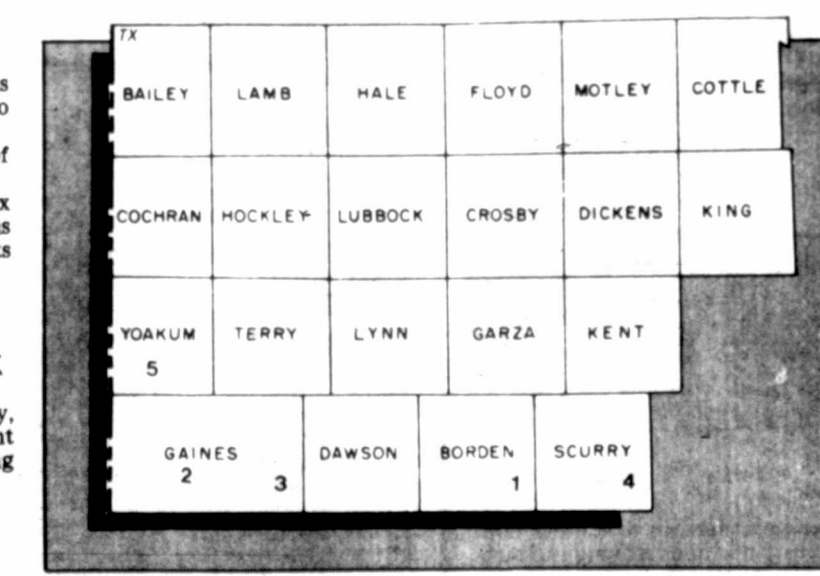 TX
BAILEY LAMB HALE FLOYD MOTLEY COTTLE
COCHRAN HOCKLEY LUBBOCK CROSBY DICKENS KING
YOAKUM TERRY LYNN GARZA KENT
5
GAINES DAWSON BORDEN SCURRY
2 3 1 4